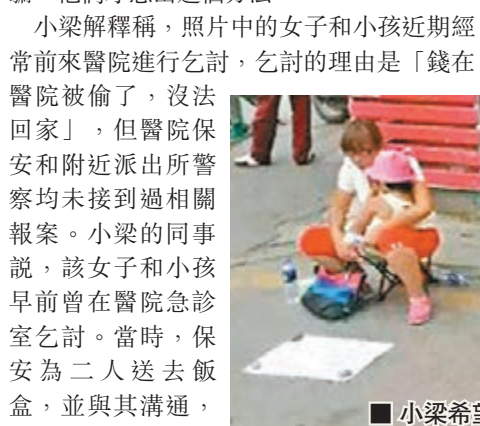 小梁解釋稱，照片中的女子和小孩近期經
常前來醫院進行乞討，乞討的理由是「錢在
醫院被偷了，沒法
回家」，但醫院保
安和附近派出所警
察均未接到過相關
報案。小梁的同事
説，該女子和小孩
早前曾在醫院急診
室乞討。當時，保
安為二人送去飯
盒，並與其溝通，
■ 小梁希望